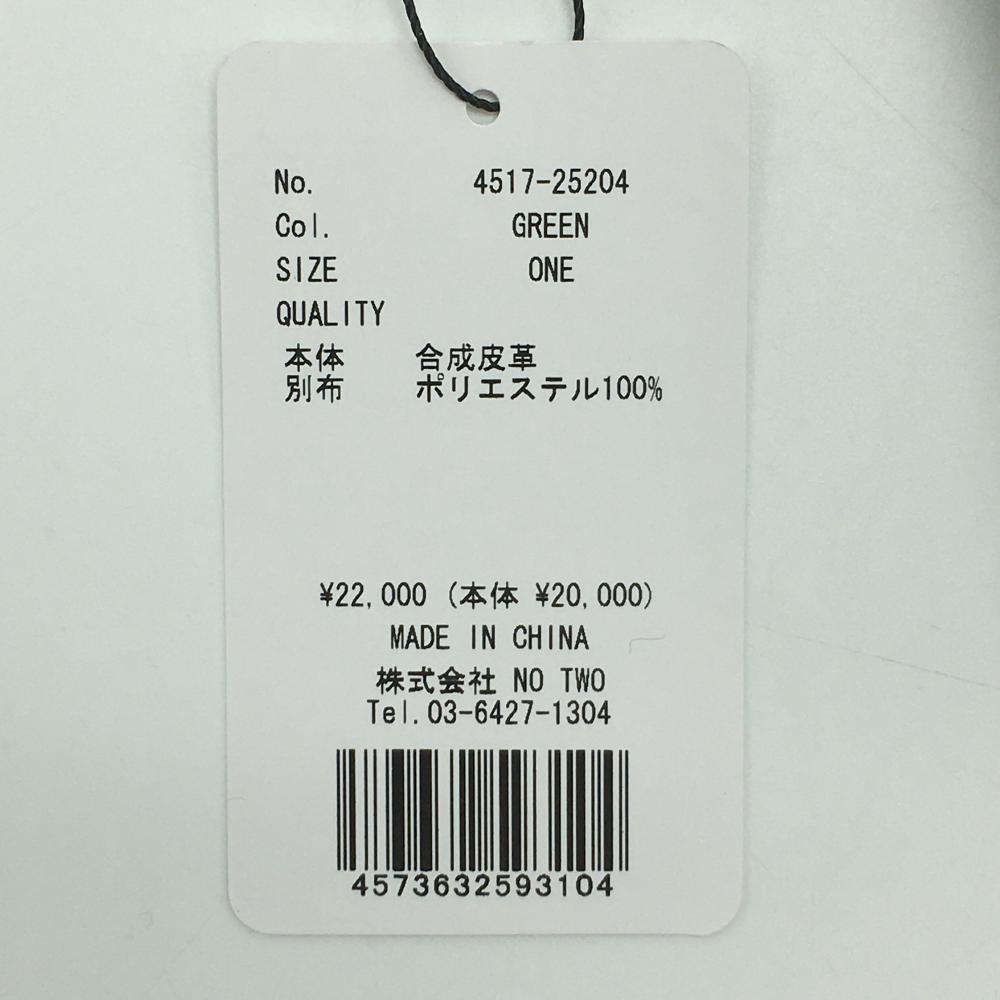 No. 4517-25204
Col. GREEN
SIZE ONE
QUALITY
本体 合成皮革
別布 ポリエステル100%
¥22,000 (本体 ¥20,000)
MADE IN CHINA
株式会社 NO TWO
Tel.03-6427-1304
4573632593104